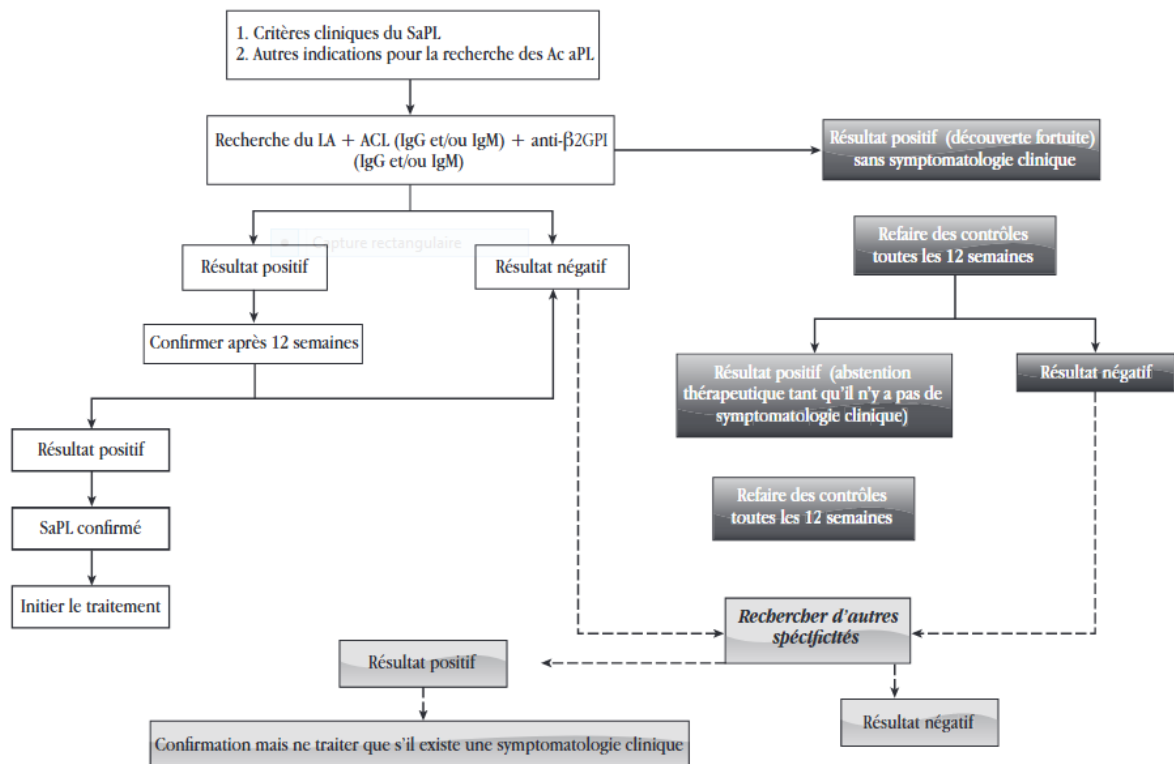 1. Critères cliniques du SaPL
2. Autres indications pour la recherche des Ac aPL
Recherche du LA + ACL (IgG et/ou IgM) + anti-β2GPI
(IgG et/ou IgM)
Résultat positif (découverte fortuite)
sans symptomatologie clinique
Capture rectangulaire
Refaire des contrôles
toutes les 12 semaines
Résultat positif
Résultat négatif
Confirmer après 12 semaines
Résultat positif (abstention
thérapeutique tant qu'il n'y a pas de
symptomatologie clinique)
Résultat négatif
Résultat positif
SaPL confirmé
Refaire des contrôles
toutes les 12 semaines
Initier le traitement
Rechercher d'autres
spécificités
Résultat positif
Résultat négatif
Confirmation mais ne traiter que s'il existe une symptomatologie clinique